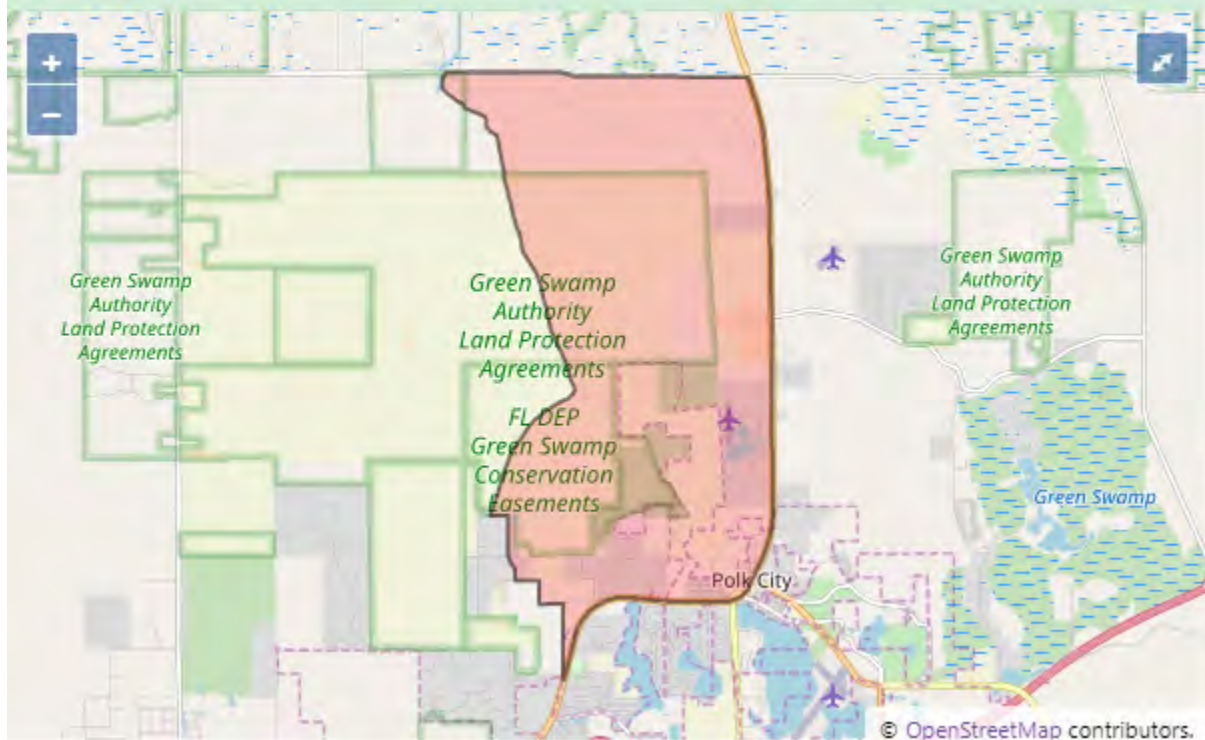 +
−
Green Swamp
Authority
Land Protection
Agreements
Green Swamp
Authority
Land Protection
Agreements
FL DEP
Green Swamp
Conservation
Easements
Green Swamp
Authority
Land Protection
Agreements
Green Swamp
Polk City
© OpenStreetMap contributors.